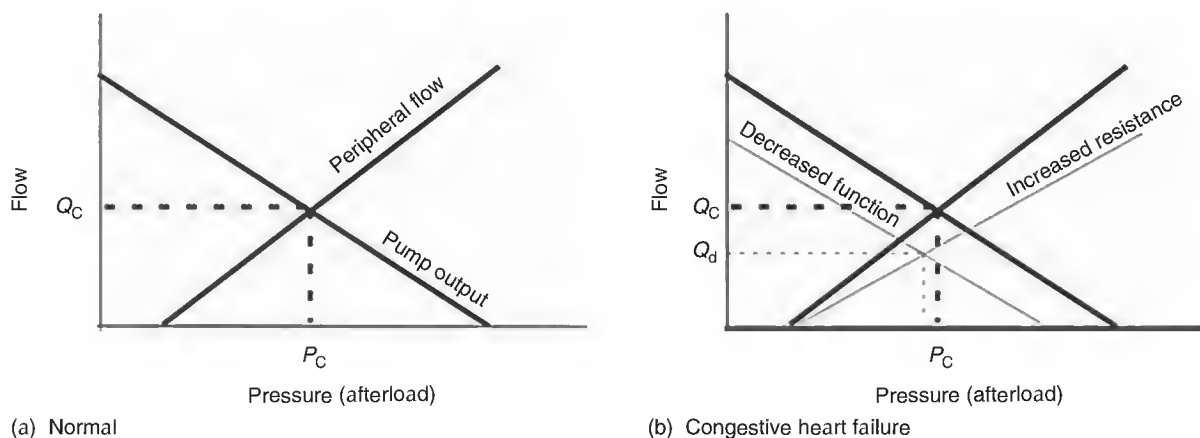 Flow
Q_C
Peripheral flow
Pump output
P_C
Pressure (afterload)
(a) Normal
Flow
Q_C
Q_d
Decreased function
Increased resistance
P_C
Pressure (afterload)
(b) Congestive heart failure